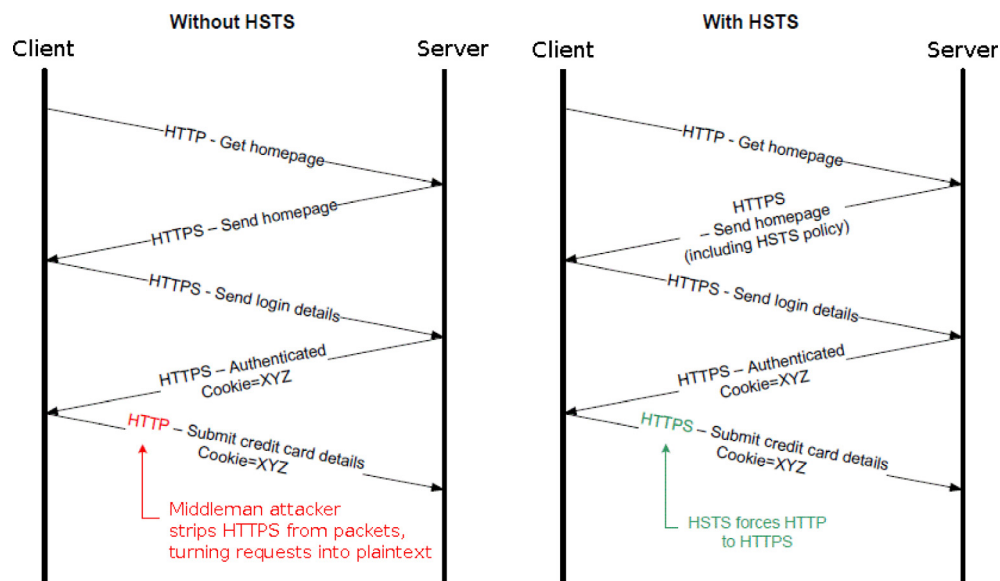 Without HSTS
Client
Server
HTTP - Get homepage
HTTPS – Send homepage
HTTPS - Send login details
HTTPS – Authenticated
Cookie=XYZ
HTTP – Submit credit card details
Cookie=XYZ
Middleman attacker
strips HTTPS from packets,
turning requests into plaintext
With HSTS
Client
Server
HTTP - Get homepage
HTTPS
– Send homepage
(including HSTS policy)
HTTPS - Send login details
HTTPS – Authenticated
Cookie=XYZ
HTTPS – Submit credit card details
Cookie=XYZ
HSTS forces HTTP
to HTTPS